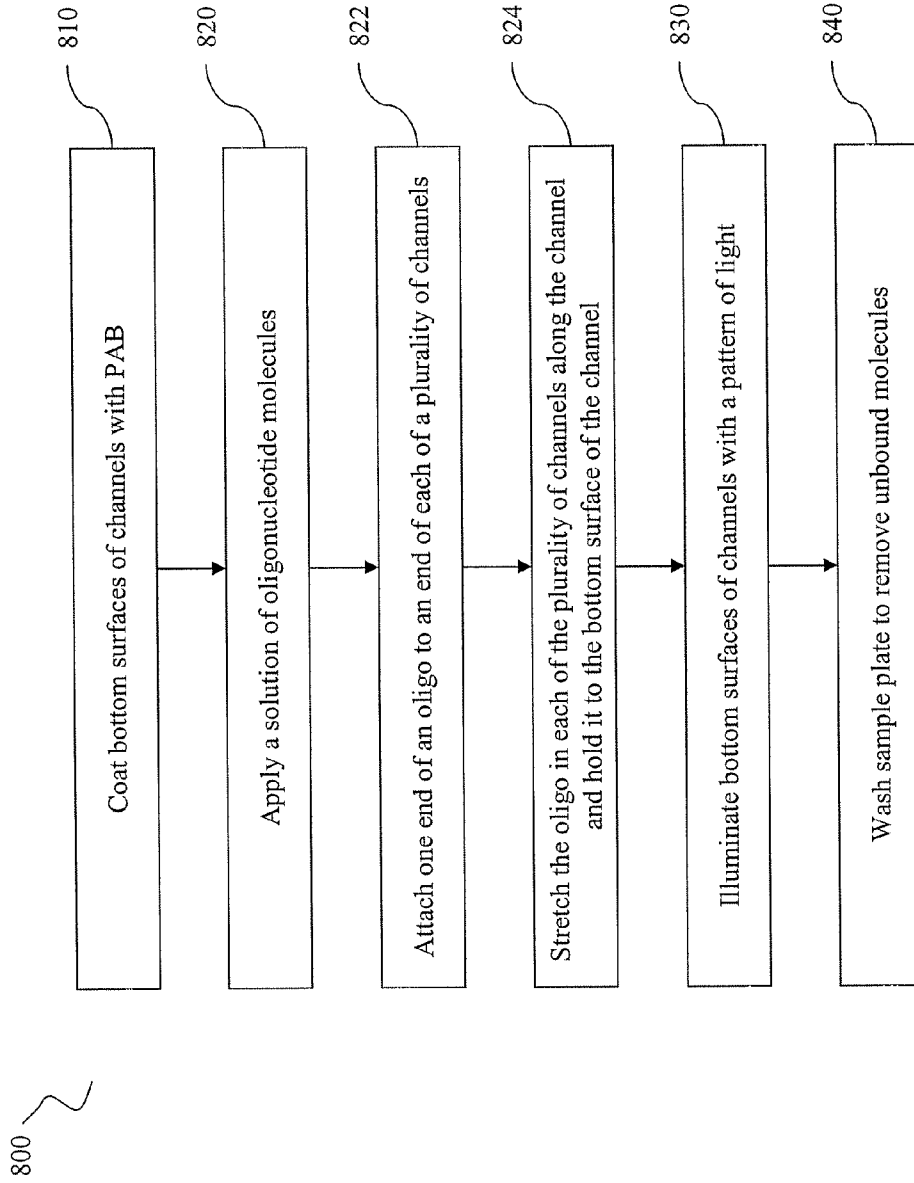 800
810
Coat bottom surfaces of channels with PAB
820
Apply a solution of oligonucleotide molecules
822
Attach one end of an oligo to an end of each of a plurality of channels
824
Stretch the oligo in each of the plurality of channels along the channel
and hold it to the bottom surface of the channel
830
Illuminate bottom surfaces of channels with a pattern of light
840
Wash sample plate to remove unbound molecules